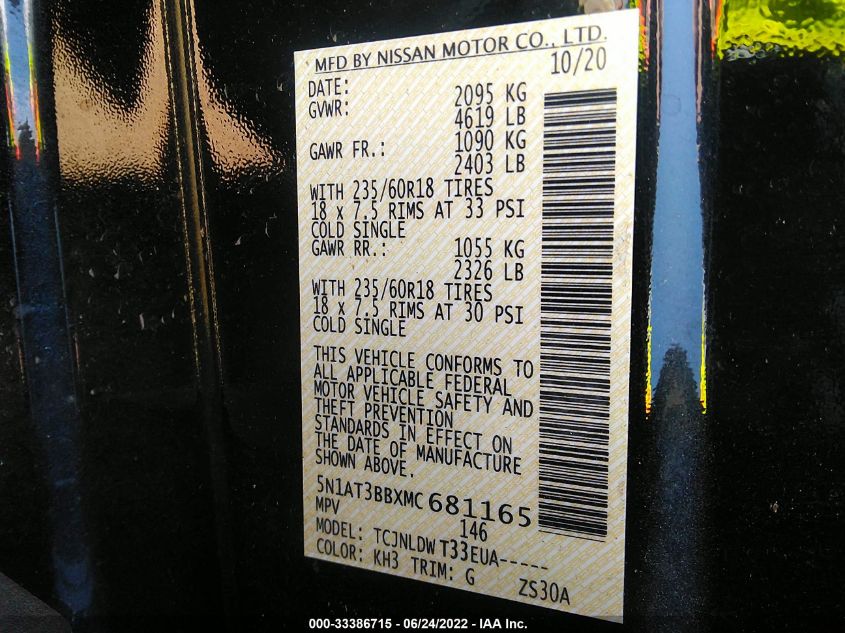 MFD BY NISSAN MOTOR CO., LTD.
DATE: 10/20
GVWR: 2095 KG
4619 LB
GAWR FR.: 1090 KG
2403 LB
WITH 235/60R18 TIRES
18 x 7.5 RIMS AT 33 PSI
COLD SINGLE
GAWR RR.: 1055 KG
2326 LB
WITH 235/60R18 TIRES
18 x 7.5 RIMS AT 30 PSI
COLD SINGLE
THIS VEHICLE CONFORMS TO
ALL APPLICABLE FEDERAL
MOTOR VEHICLE SAFETY AND
THEFT PREVENTION
STANDARDS IN EFFECT ON
THE DATE OF MANUFACTURE
SHOWN ABOVE.
5N1AT3BBXMC 681165
MPV 146
MODEL: TCJNLDW T33EUA-----
COLOR: KH3 TRIM: G ZS30A
000-33386715 - 06/24/2022 - IAA Inc.